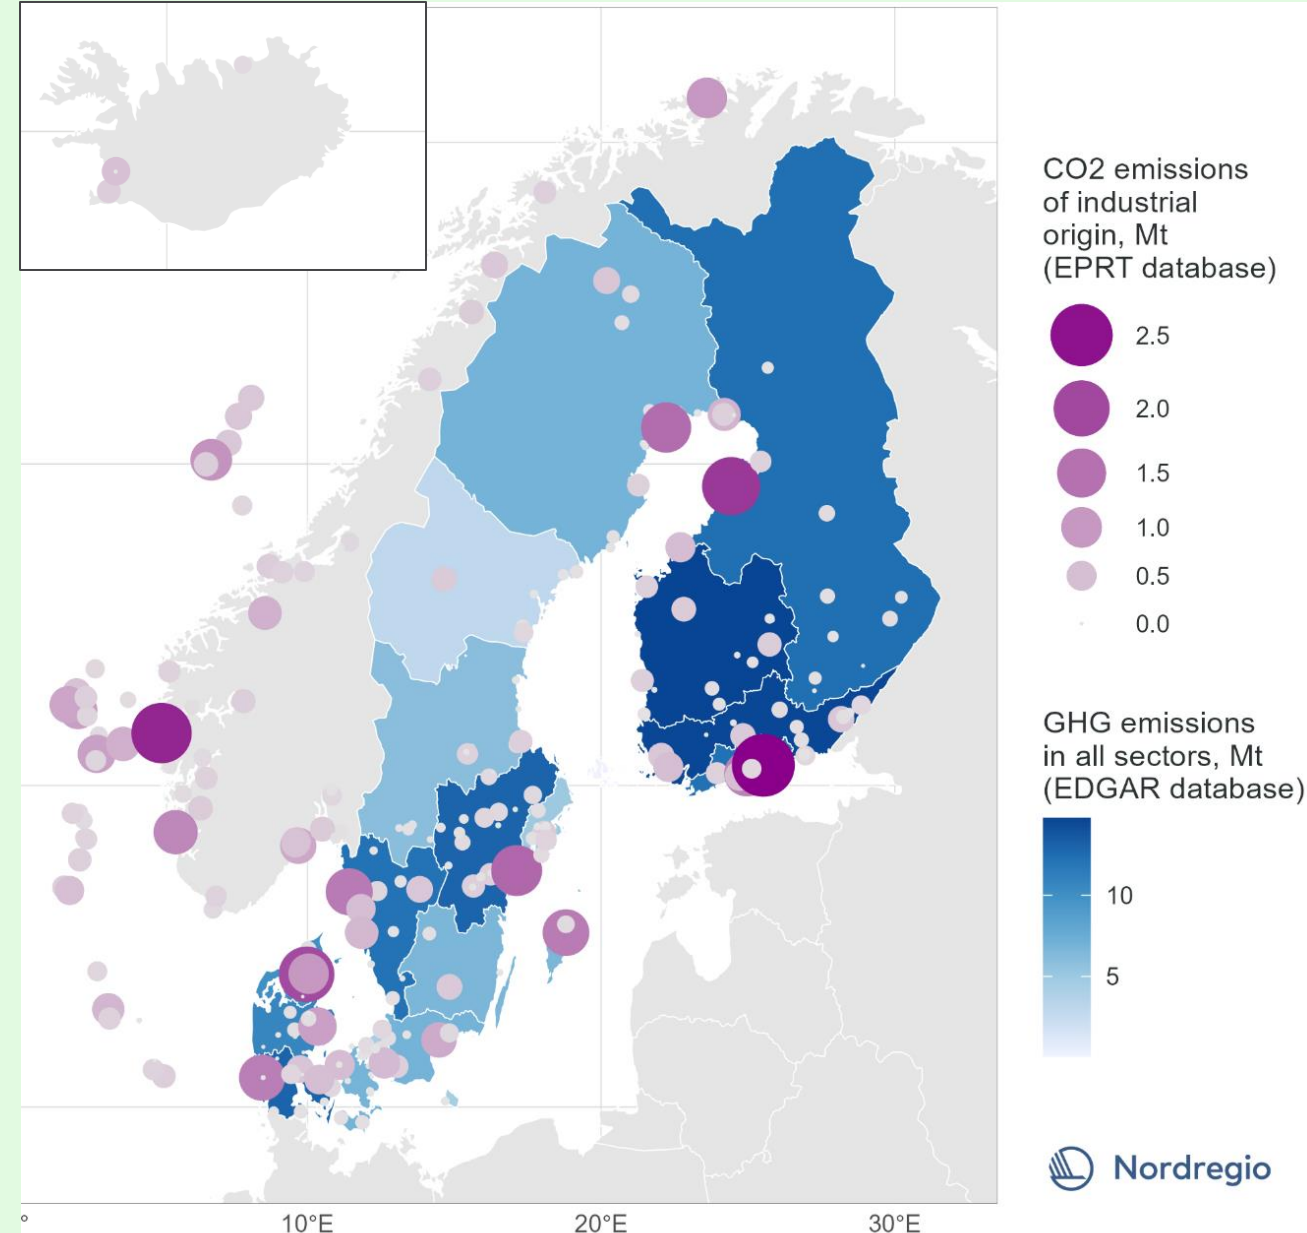 CO2 emissions
of industrial
origin, Mt
(EPRT database)
2.5
2.0
1.5
1.0
0.5
0.0
GHG emissions
in all sectors, Mt
(EDGAR database)
10
5
Nordregio
° 10°E 20°E 30°E